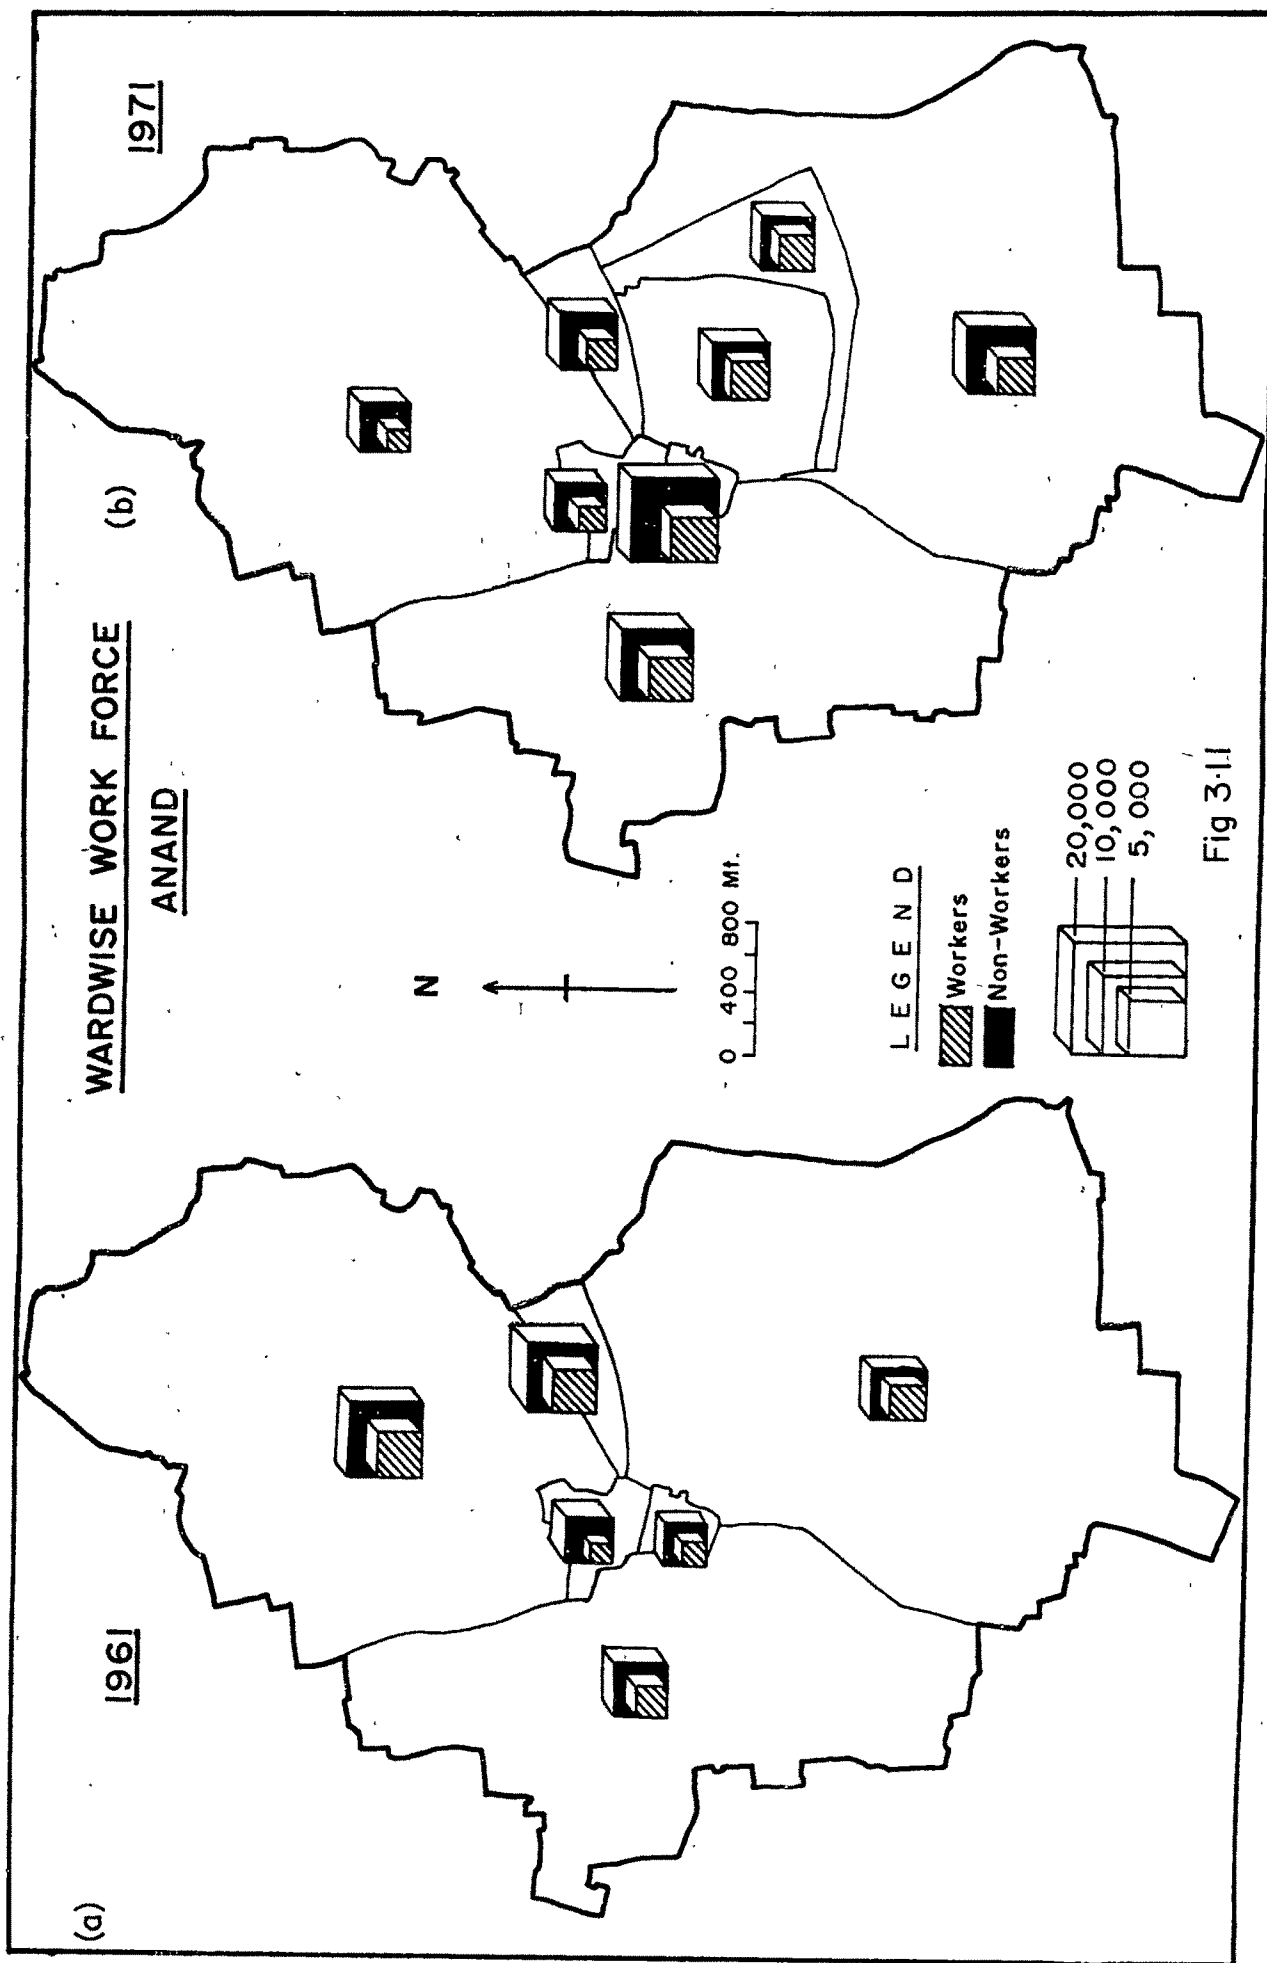 WARDWISE WORK FORCE
ANAND
(a)
1961
(b)
1971
N
0 400 800 Mt.
LEGEND
Workers
Non-Workers
20,000
10,000
5,000
Fig 3.11